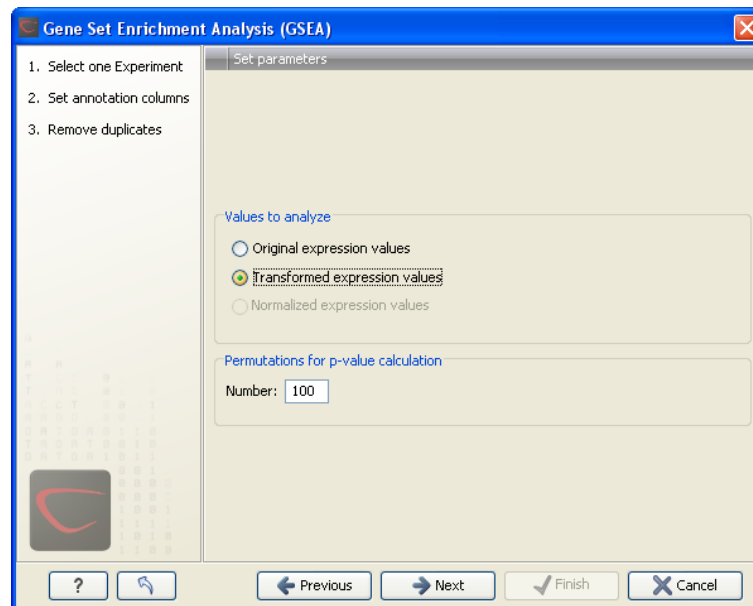 Gene Set Enrichment Analysis (GSEA)
1. Select one Experiment
2. Set annotation columns
3. Remove duplicates
Set parameters
Values to analyze
Original expression values
Transformed expression values
Normalized expression values
Permutations for p-value calculation
Number: 100
?
Previous
Next
Finish
Cancel